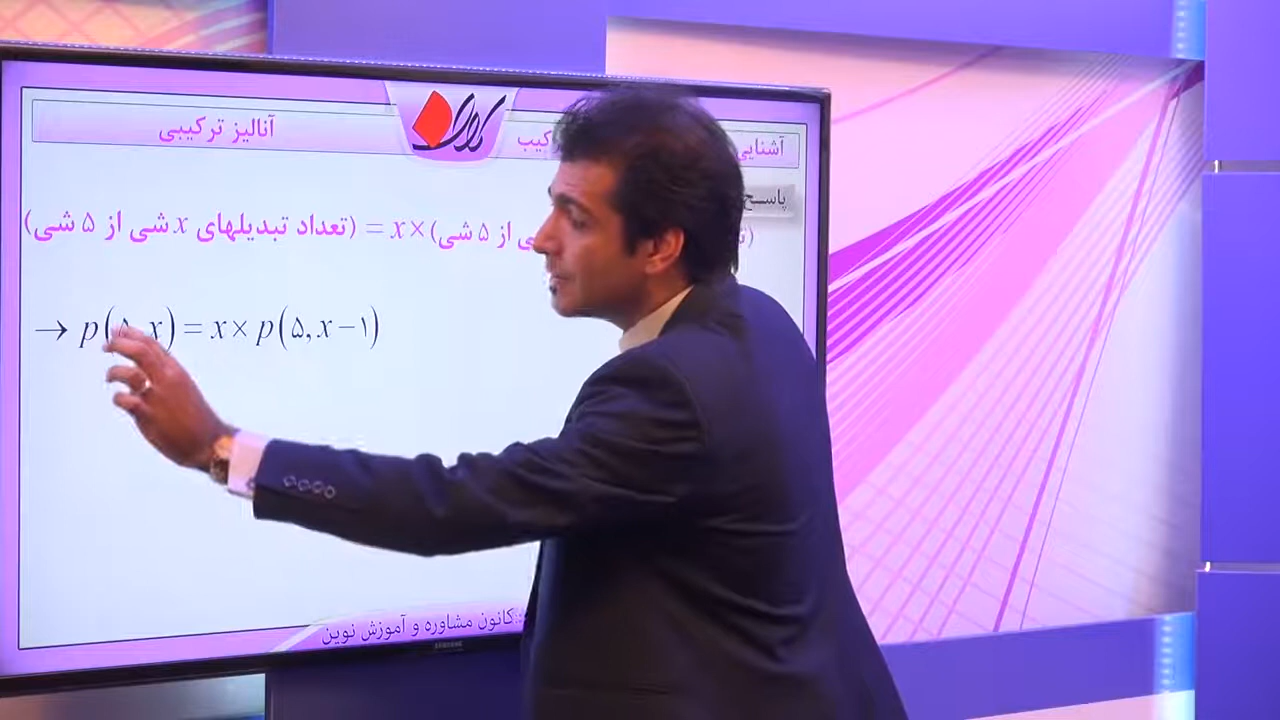 آشنایی کیب
آنالیز ترکیبی
پاسخ
(تعداد تبدیلهای x شی از ۵ شی) = x × ی از ۵ شی)
→ p(۵, x) = x × p(۵, x − ۱)
کانون مشاوره و آموزش نوین
SAMSUNG